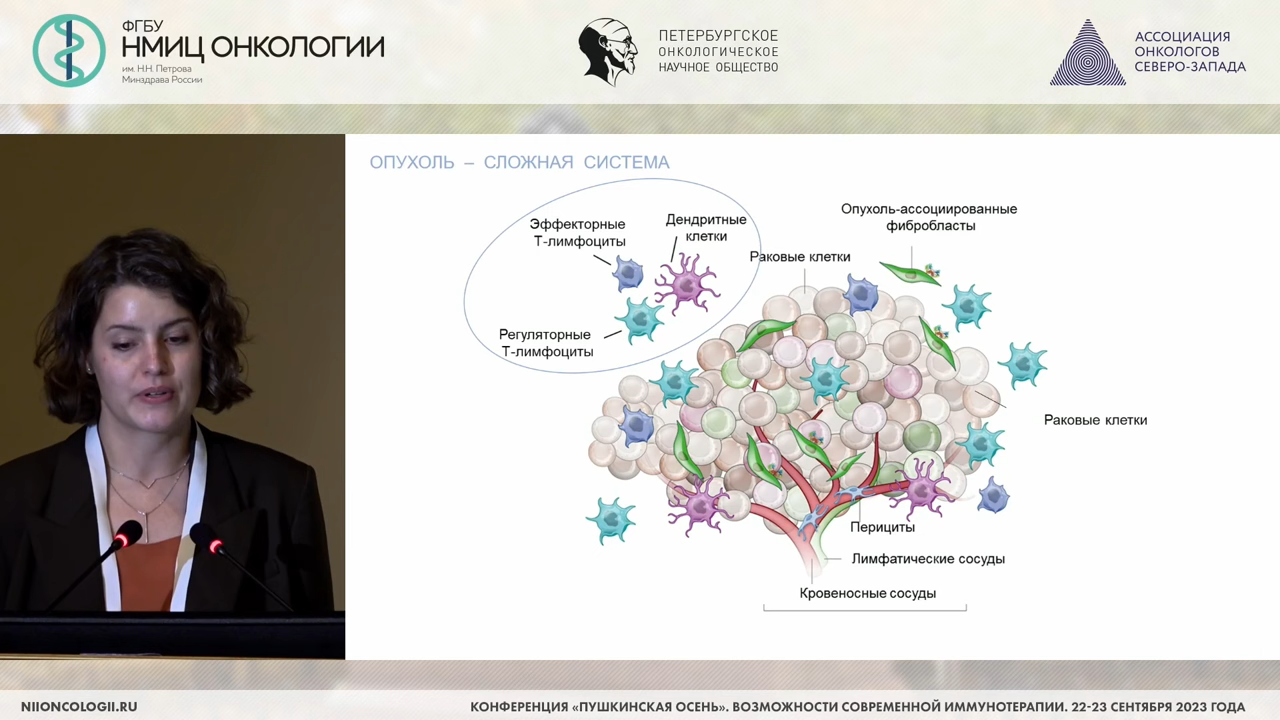 ФГБУ
НМИЦ ОНКОЛОГИИ
им. Н.Н. Петрова
Минздрава России
ПЕТЕРБУРГСКОЕ
ОНКОЛОГИЧЕСКОЕ
НАУЧНОЕ ОБЩЕСТВО
АССОЦИАЦИЯ
ОНКОЛОГОВ
СЕВЕРО-ЗАПАДА
ОПУХОЛЬ – СЛОЖНАЯ СИСТЕМА
Эффекторные
Т-лимфоциты
Дендритные
клетки
Регуляторные
Т-лимфоциты
Раковые клетки
Опухоль-ассоциированные
фибробласты
Раковые клетки
Перициты
Лимфатические сосуды
Кровеносные сосуды
NIIONCOLOGII.RU
КОНФЕРЕНЦИЯ «ПУШКИНСКАЯ ОСЕНЬ». ВОЗМОЖНОСТИ СОВРЕМЕННОЙ ИММУНОТЕРАПИИ. 22-23 СЕНТЯБРЯ 2023 ГОДА